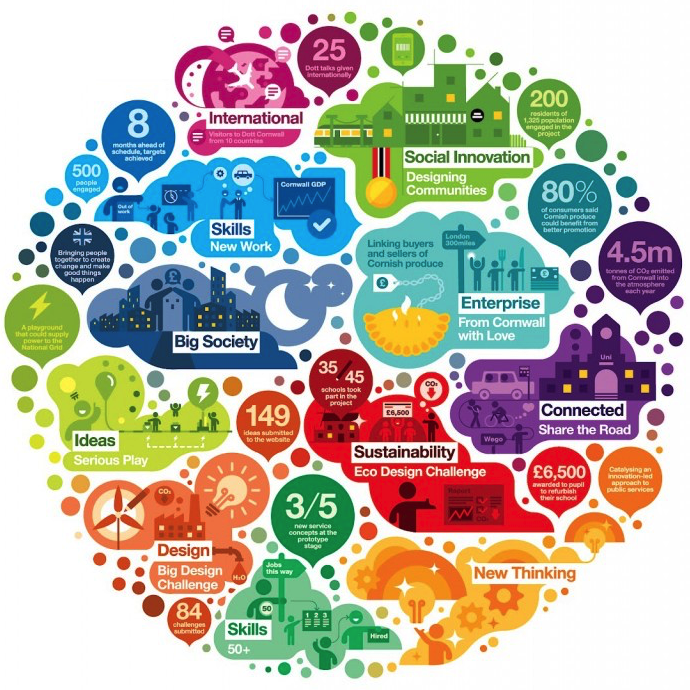 25
Dott talks given
internationally
International
Visitors to Dott Cornwall
from 10 countries
8
months ahead of
schedule, targets
achieved
500
people
engaged
Out of
work
Cornwall GDP
Skills
New Work
Social Innovation
Designing
Communities
200
residents of
1,325 population
engaged in the
project
80%
of consumers said
Cornish produce
could benefit from
better promotion
4.5m
tonnes of CO₂ emitted
from Cornwall into
the atmosphere
each year
Bringing people
together to create
change and make
good things
happen
£
Big Society
Linking buyers
and sellers of
Cornish produce
London
300miles
£
Enterprise
From Cornwall
with Love
A playground
that could supply
power to the
National Grid
Ideas
Serious Play
149
ideas submitted
to the website
35/45
schools took
part in the
project
CO₂
£6,500
Sustainability
Eco Design Challenge
Report
Uni
Wego
Connected
Share the Road
£6,500
awarded to pupil
to refurbish
their school
Catalysing an
innovation-led
approach to
public services
CO₂
Design
Big Design
Challenge
H₂O
84
challenges
submitted
3/5
new service
concepts at the
prototype
stage
Jobs
this way
50
1 2 3
Hired
Skills
50+
New Thinking